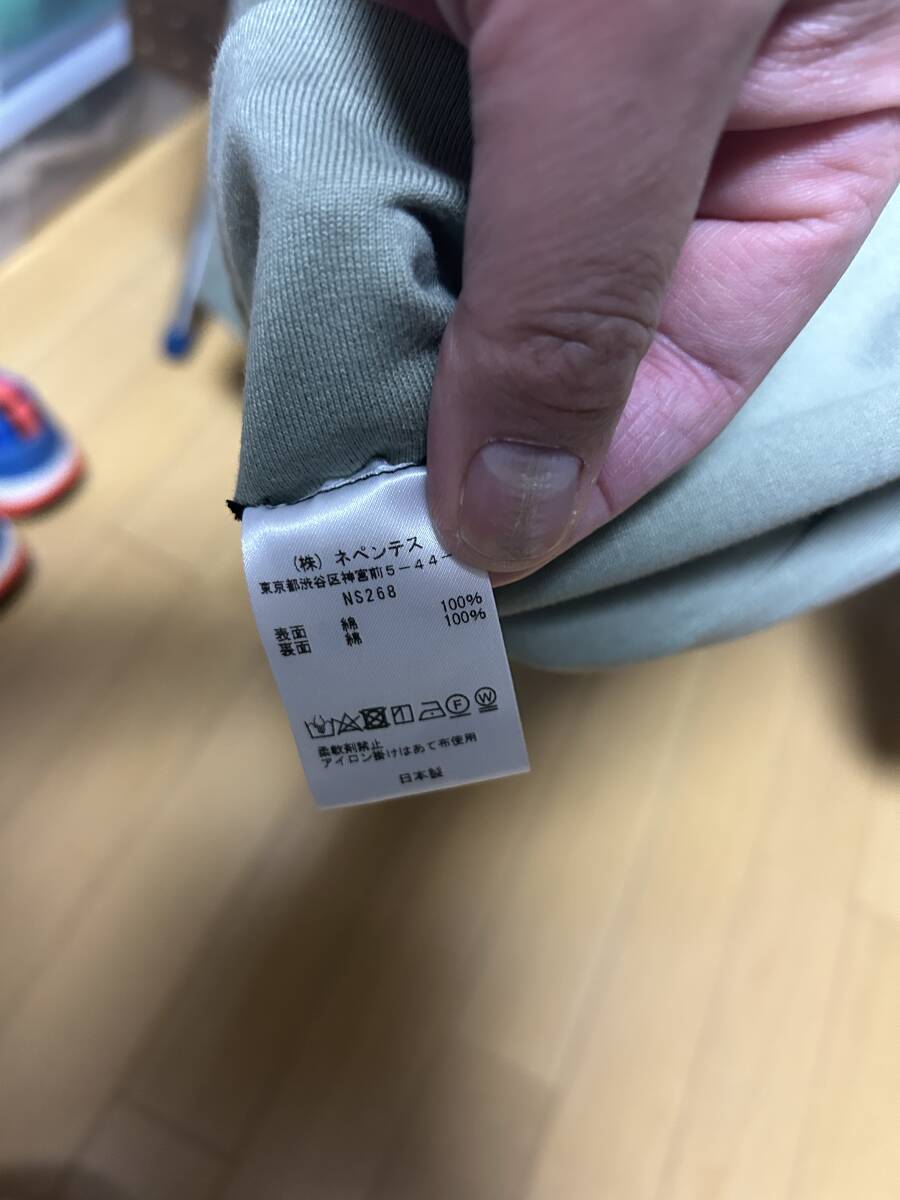 (株) ネペンテス
東京都渋谷区神宮前5-44-
NS268
表面 綿 100%
裏面 綿 100%
F W
柔軟剤禁止
アイロン掛けはあて布使用
日本製